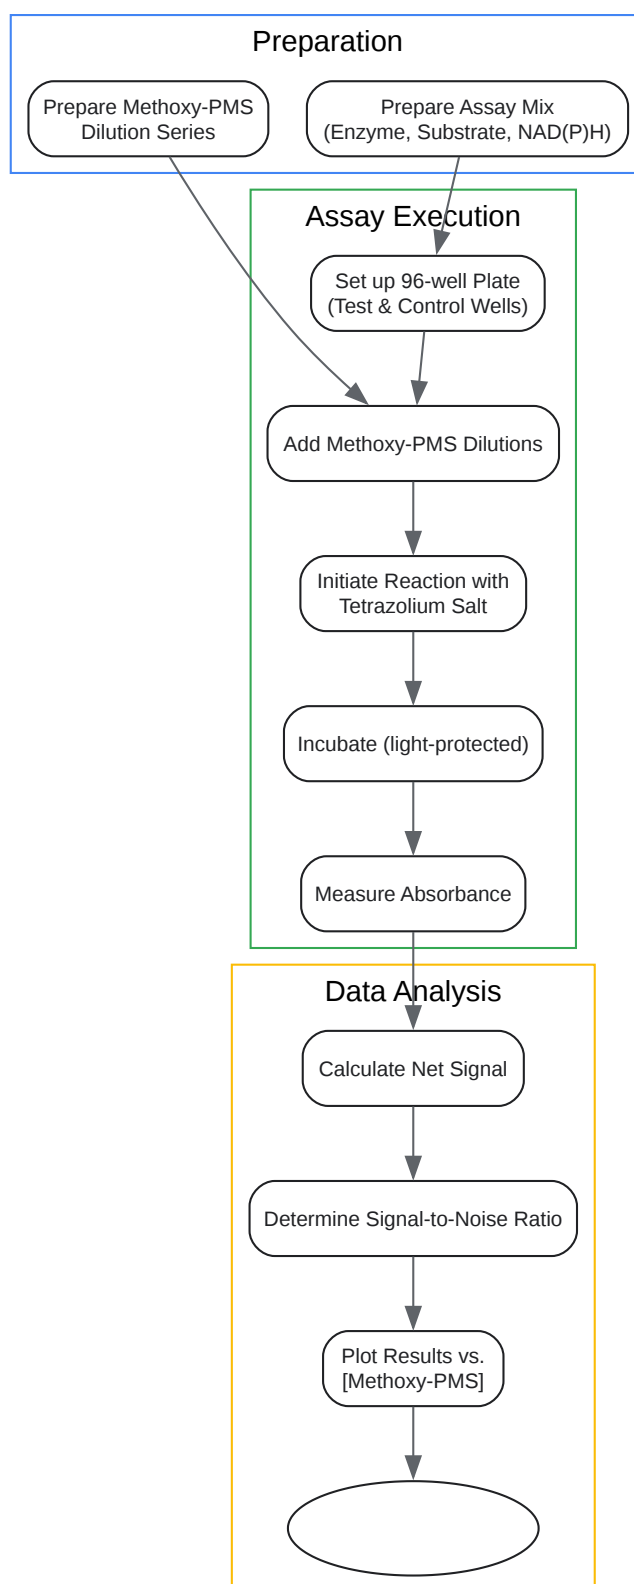 Preparation
Prepare Methoxy-PMS
Dilution Series
Prepare Assay Mix
(Enzyme, Substrate, NAD(P)H)
Assay Execution
Set up 96-well Plate
(Test & Control Wells)
Add Methoxy-PMS Dilutions
Initiate Reaction with
Tetrazolium Salt
Incubate (light-protected)
Measure Absorbance
Data Analysis
Calculate Net Signal
Determine Signal-to-Noise Ratio
Plot Results vs.
[Methoxy-PMS]